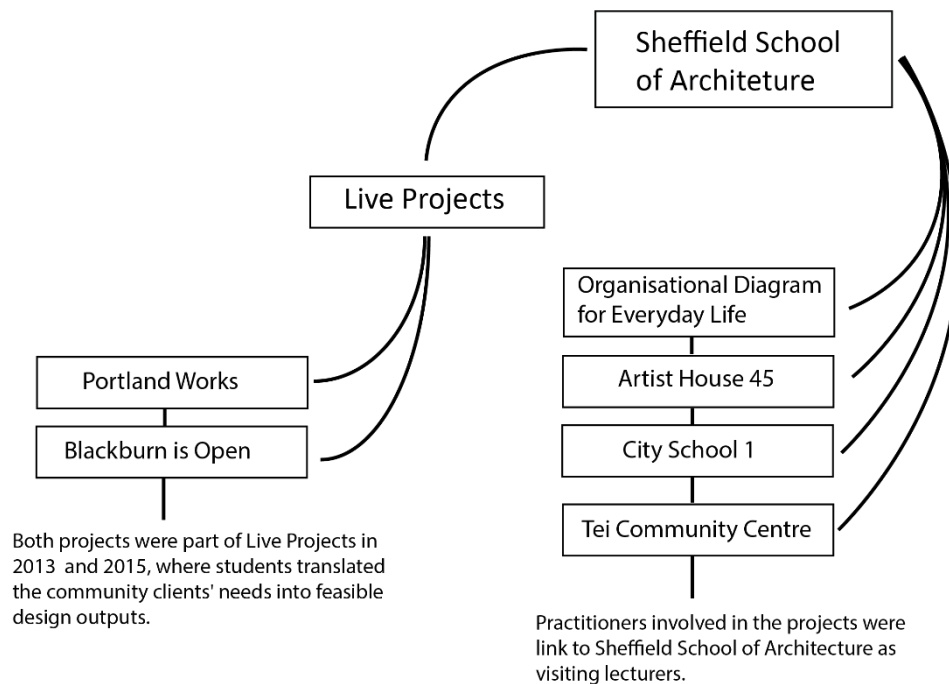 Sheffield School
of Architeture
Live Projects
Organisational Diagram
for Everyday Life
Portland Works
Artist House 45
Blackburn is Open
City School 1
Tei Community Centre
Both projects were part of Live Projects in
2013 and 2015, where students translated
the community clients' needs into feasible
design outputs.
Practitioners involved in the projects were
link to Sheffield School of Architecture as
visiting lecturers.